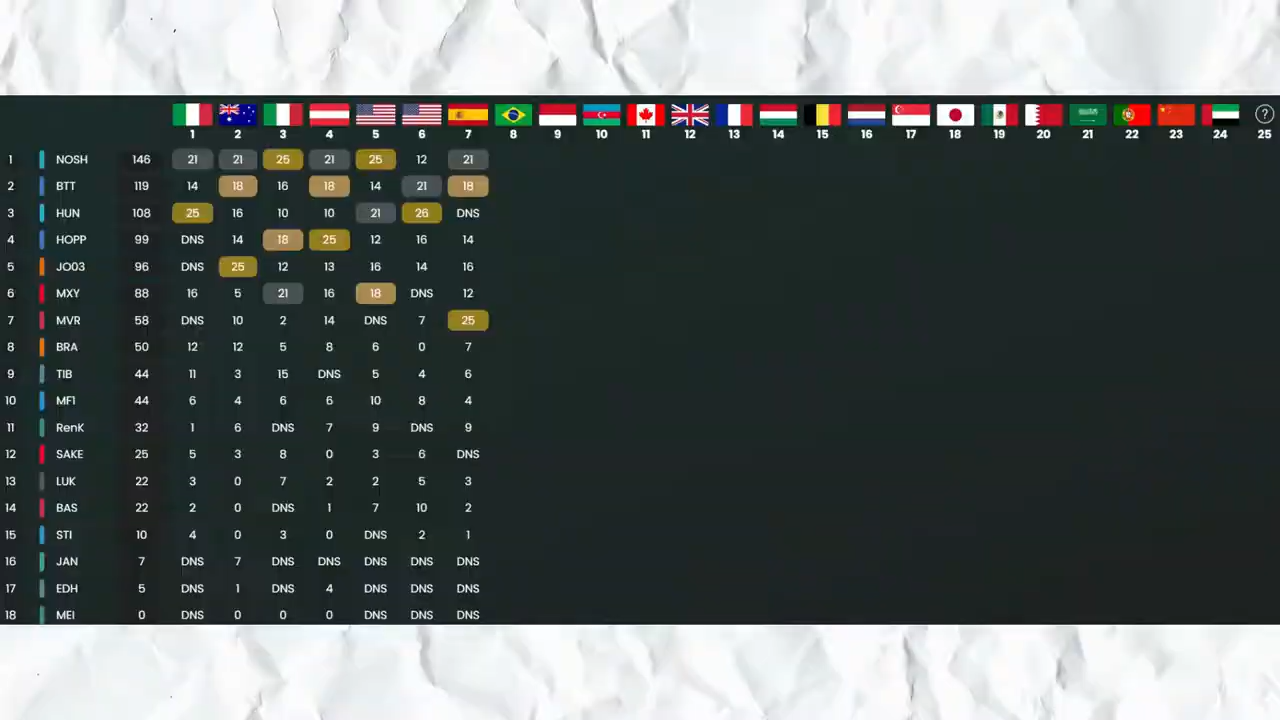 1 2 3 4 5 6 7 8 9 10 11 12 13 14 15 16 17 18 19 20 21 22 23 24 25
1 NOSH 146 21 21 25 21 25 12 21
2 BTT 119 14 18 16 18 14 21 18
3 HUN 108 25 16 10 10 21 26 DNS
4 HOPP 99 DNS 14 18 25 12 16 14
5 JO03 96 DNS 25 12 13 16 14 16
6 MXY 88 16 5 21 16 18 DNS 12
7 MVR 58 DNS 10 2 14 DNS 7 25
8 BRA 50 12 12 5 8 6 0 7
9 TIB 44 11 3 15 DNS 5 4 6
10 MF1 44 6 4 6 6 10 8 4
11 RenK 32 1 6 DNS 7 9 DNS 9
12 SAKE 25 5 3 8 0 3 6 DNS
13 LUK 22 3 0 7 2 2 5 3
14 BAS 22 2 0 DNS 1 7 10 2
15 STI 10 4 0 3 0 DNS 2 1
16 JAN 7 DNS 7 DNS DNS DNS DNS DNS
17 EDH 5 DNS 1 DNS 4 DNS DNS DNS
18 MEI 0 DNS 0 0 0 DNS DNS DNS